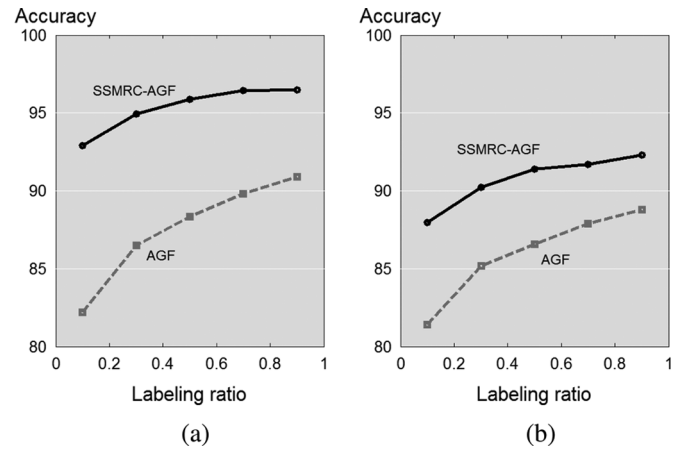 Accuracy
100
95
90
85
80
SSMRC-AGF
AGF
0
0.2
0.4
0.6
0.8
1
Labeling ratio
(a)
Accuracy
100
95
90
85
80
SSMRC-AGF
AGF
0
0.2
0.4
0.6
0.8
1
Labeling ratio
(b)